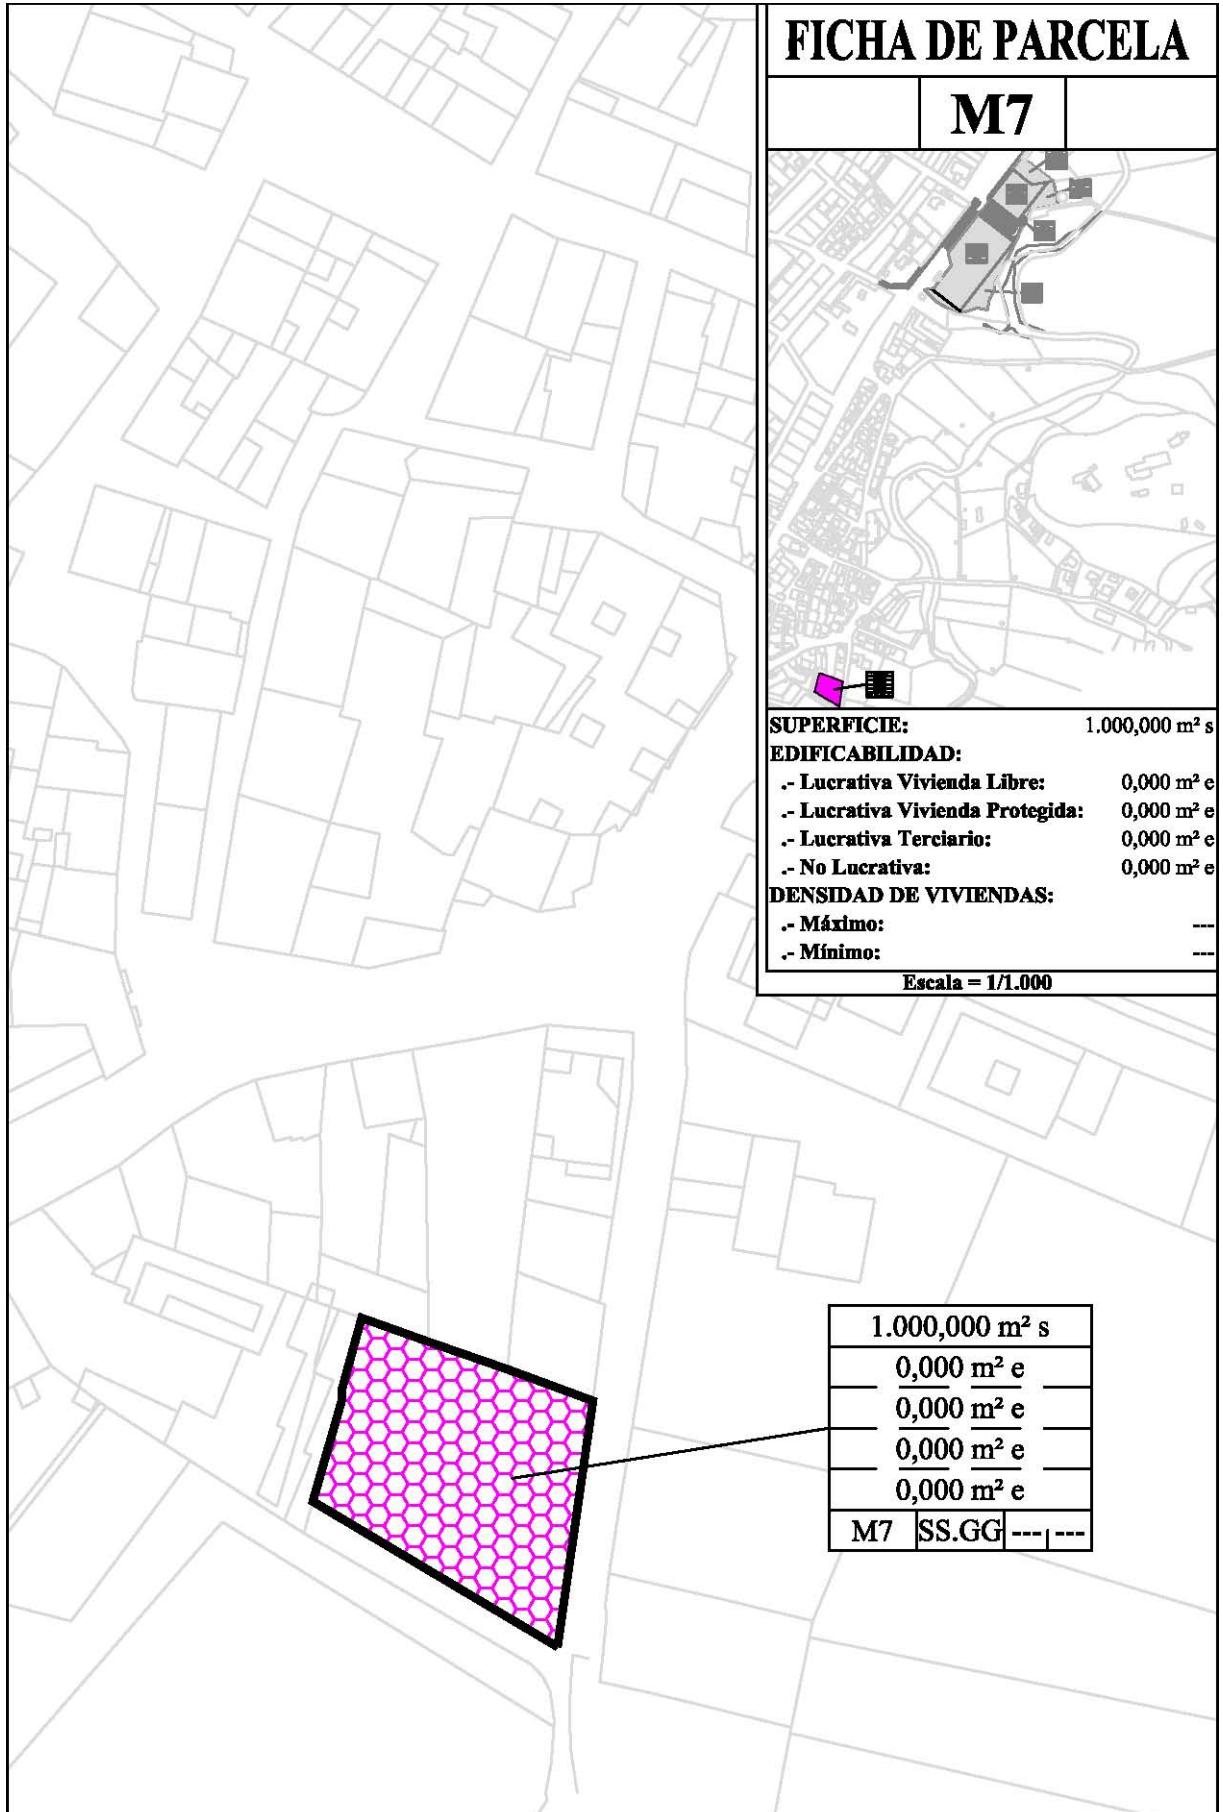 FICHA DE PARCELA
M7
SUPERFICIE: 1.000,000 m² s
EDIFICABILIDAD:
.- Lucrativa Vivienda Libre: 0,000 m² e
.- Lucrativa Vivienda Protegida: 0,000 m² e
.- Lucrativa Terciario: 0,000 m² e
.- No Lucrativa: 0,000 m² e
DENSIDAD DE VIVIENDAS:
.- Máximo: ---
.- Mínimo: ---
Escala = 1/1.000
1.000,000 m² s
0,000 m² e
0,000 m² e
0,000 m² e
0,000 m² e
M7 SS.GG --- ---